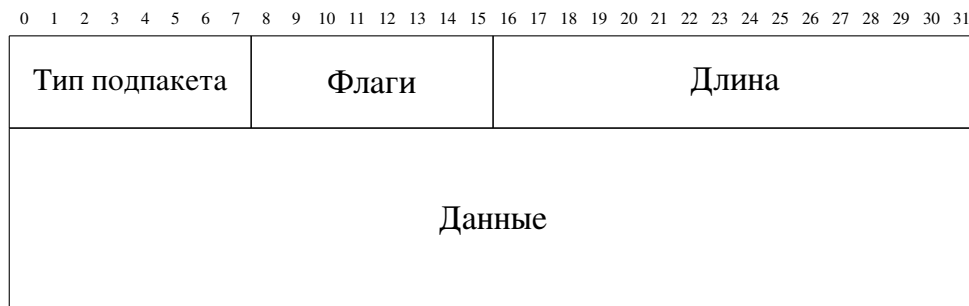 0 1 2 3 4 5 6 7 8 9 10 11 12 13 14 15 16 17 18 19 20 21 22 23 24 25 26 27 28 29 30 31
Тип подпакета Флаги Длина
Данные